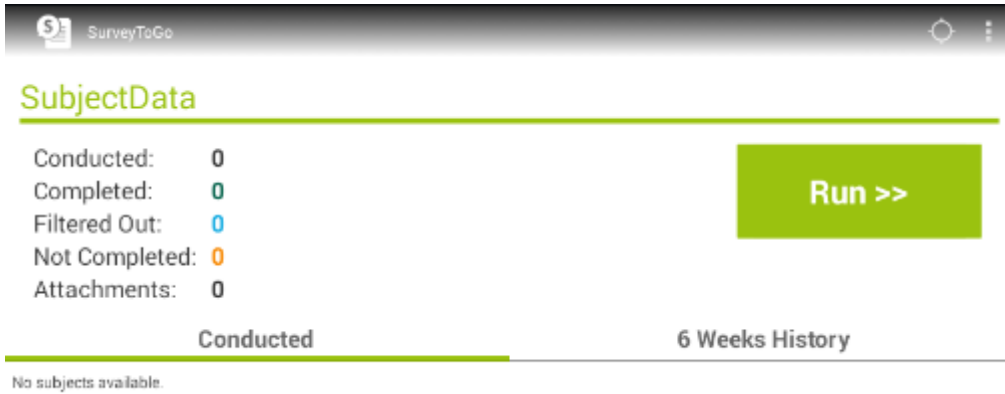 SurveyToGo
SubjectData
Conducted: 0
Completed: 0
Filtered Out: 0
Not Completed: 0
Attachments: 0
Run >>
Conducted
6 Weeks History
No subjects available.